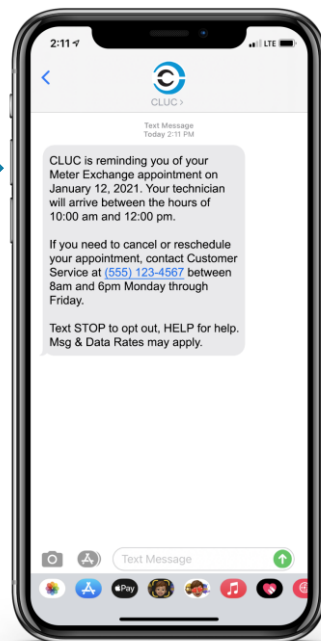 2:11
LTE
CLUC >
Text Message
Today 2:11 PM
CLUC is reminding you of your
Meter Exchange appointment on
January 12, 2021. Your technician
will arrive between the hours of
10:00 am and 12:00 pm.
If you need to cancel or reschedule
your appointment, contact Customer
Service at (555) 123-4567 between
8am and 6pm Monday through
Friday.
Text STOP to opt out, HELP for help.
Msg & Data Rates may apply.
Text Message
Pay